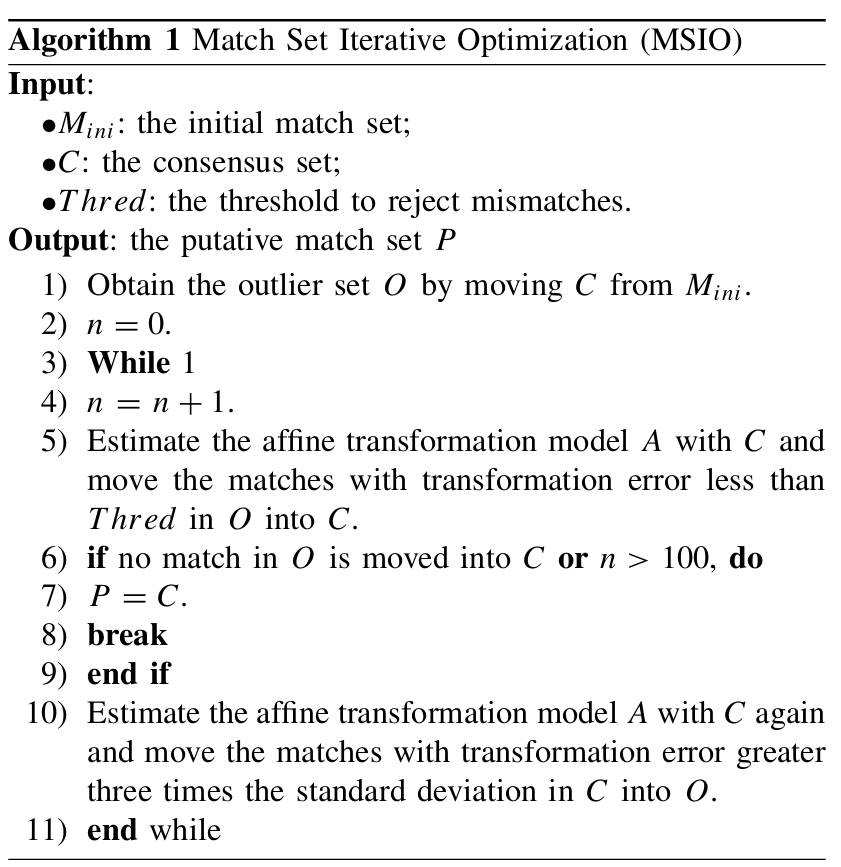 Algorithm 1 Match Set Iterative Optimization (MSIO)
Input:
•M_ini: the initial match set;
•C: the consensus set;
•Thred: the threshold to reject mismatches.
Output: the putative match set P
1) Obtain the outlier set O by moving C from M_ini.
2) n = 0.
3) While 1
4) n = n + 1.
5) Estimate the affine transformation model A with C and
move the matches with transformation error less than
Thred in O into C.
6) if no match in O is moved into C or n > 100, do
7) P = C.
8) break
9) end if
10) Estimate the affine transformation model A with C again
and move the matches with transformation error greater
three times the standard deviation in C into O.
11) end while